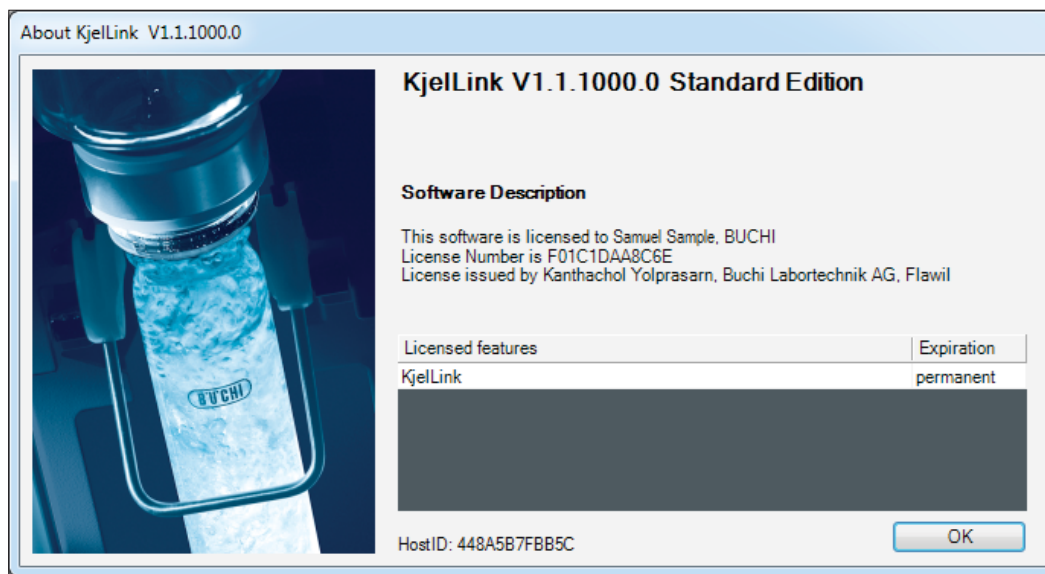 About KjelLink V1.1.1000.0
KjelLink V1.1.1000.0 Standard Edition
Software Description
This software is licensed to Samuel Sample, BUCHI
License Number is F01C1DAA8C6E
License issued by Kanthachol Yolprasarn, Buchi Labortechnik AG, Flawil
Licensed features Expiration
KjelLink permanent
BUCHI
HostID: 448A5B7FBB5C
OK